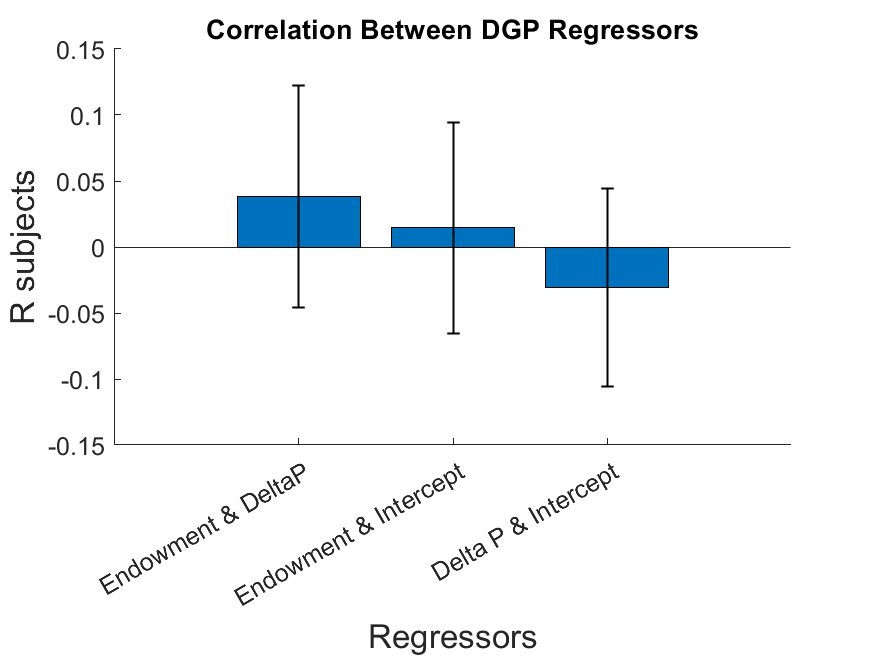 Correlation Between DGP Regressors
R subjects
0.15
0.1
0.05
0
-0.05
-0.1
-0.15
Endowment & DeltaP
Endowment & Intercept
Delta P & Intercept
Regressors